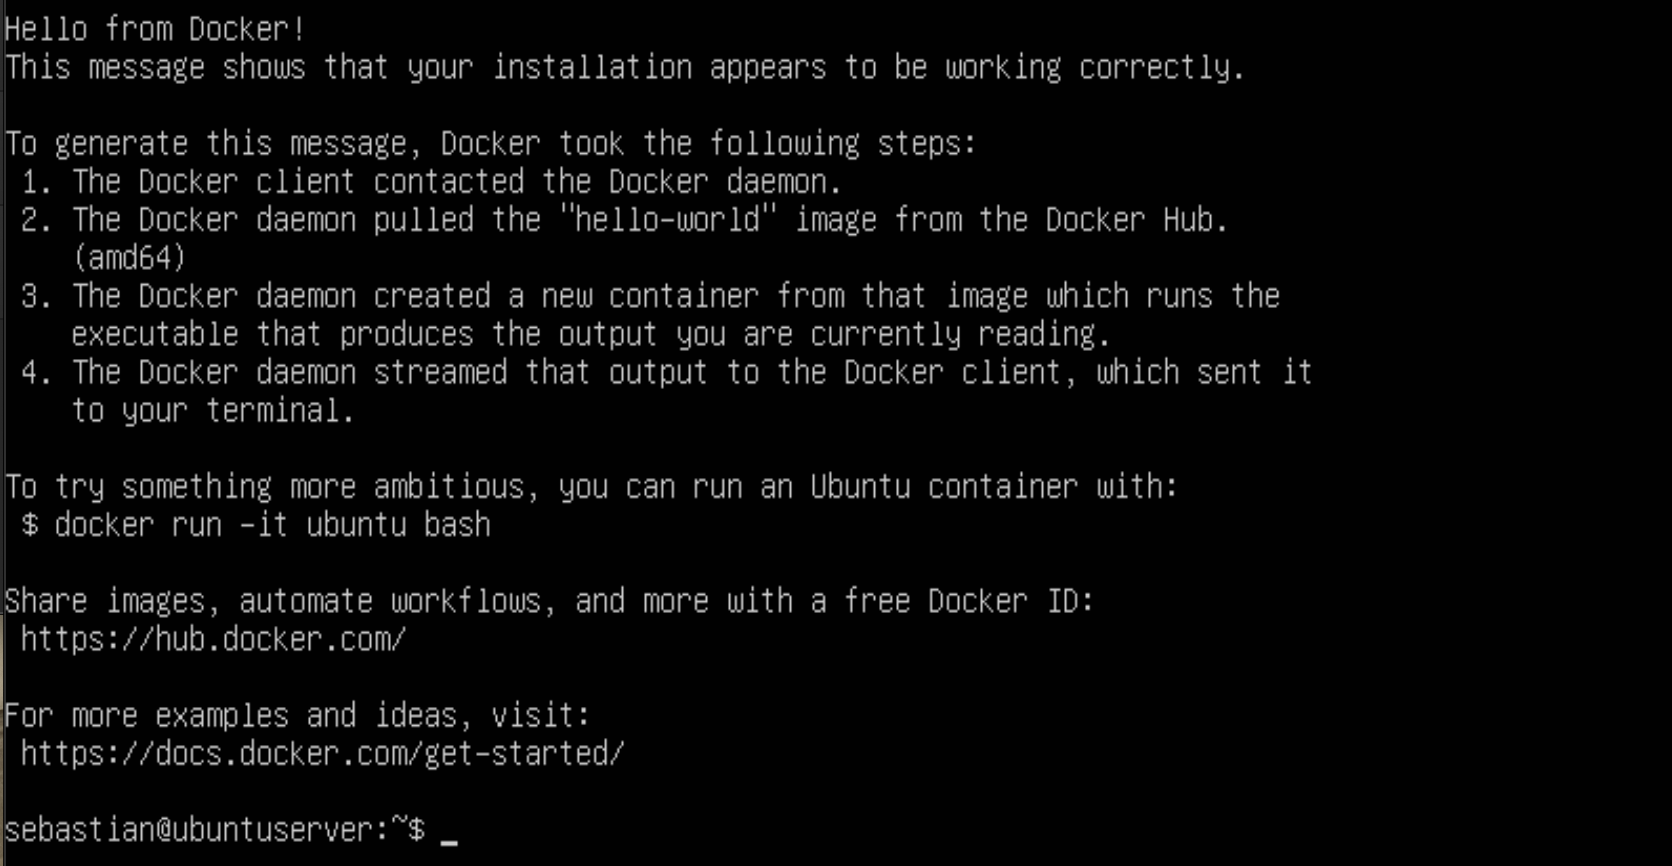 Hello from Docker!
This message shows that your installation appears to be working correctly.

To generate this message, Docker took the following steps:
 1. The Docker client contacted the Docker daemon.
 2. The Docker daemon pulled the "hello-world" image from the Docker Hub.
    (amd64)
 3. The Docker daemon created a new container from that image which runs the
    executable that produces the output you are currently reading.
 4. The Docker daemon streamed that output to the Docker client, which sent it
    to your terminal.

To try something more ambitious, you can run an Ubuntu container with:
 $ docker run -it ubuntu bash

Share images, automate workflows, and more with a free Docker ID:
 https://hub.docker.com/

For more examples and ideas, visit:
 https://docs.docker.com/get-started/

sebastian@ubuntuserver:~$ _